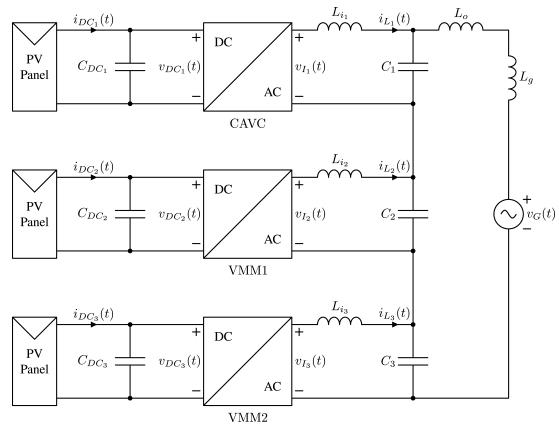 i_{DC_1}(t) L_{i_1} i_{L_1}(t) L_o
PV Panel C_{DC_1} + v_{DC_1}(t) − DC AC + v_{I_1}(t) − C_1 L_g
CAVC
i_{DC_2}(t) L_{i_2} i_{L_2}(t)
PV Panel C_{DC_2} + v_{DC_2}(t) − DC AC + v_{I_2}(t) − C_2 + v_G(t) −
VMM1
i_{DC_3}(t) L_{i_3} i_{L_3}(t)
PV Panel C_{DC_3} + v_{DC_3}(t) − DC AC + v_{I_3}(t) − C_3
VMM2